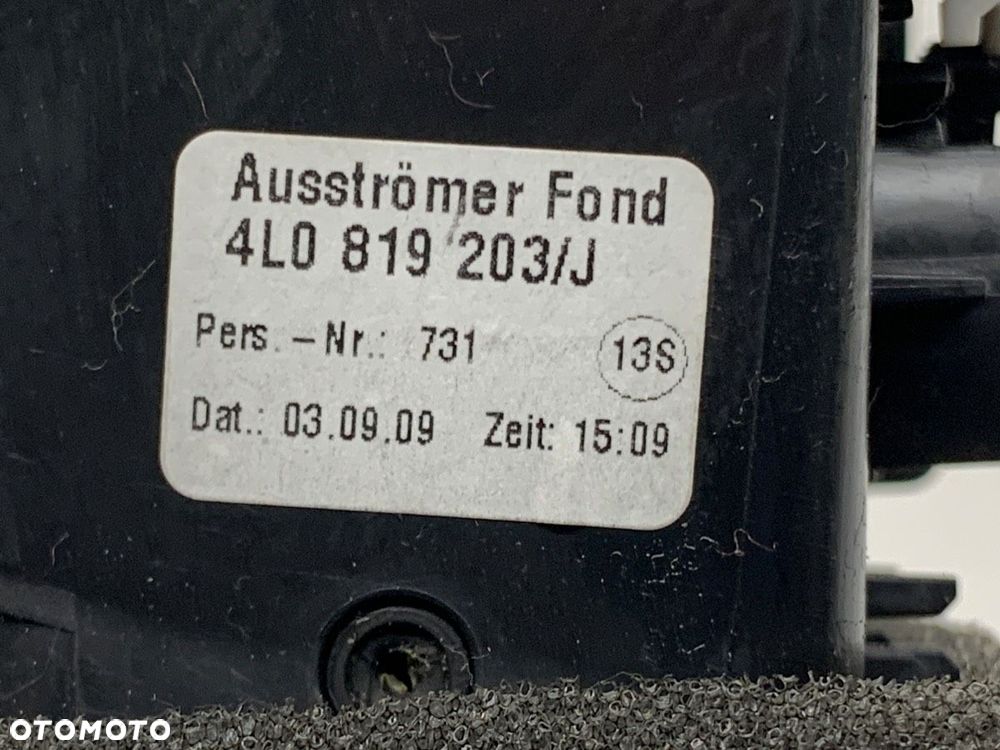 Ausströmer Fond
4L0 819 203/J
Pers.-Nr.: 731
13S
Dat.: 03.09.09 Zeit: 15:09
OTOMOTO